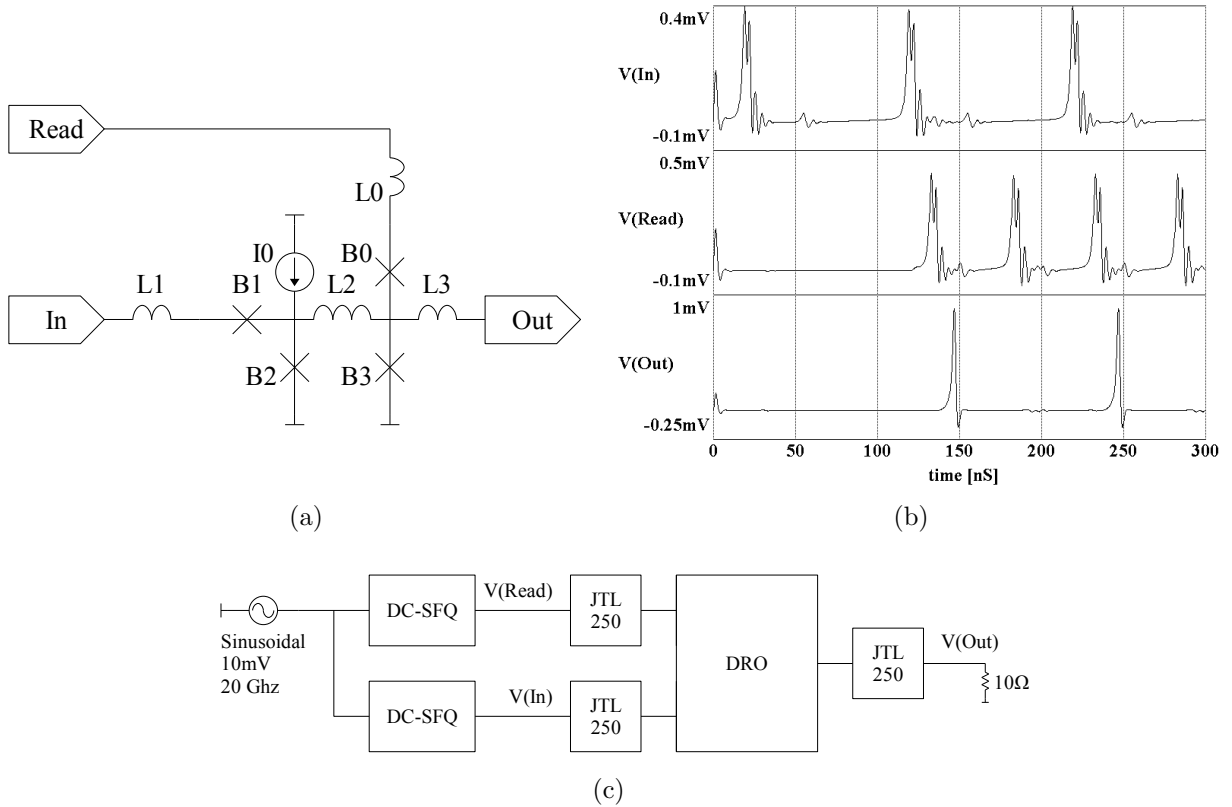 Read
L0
I0
B0
L1
B1
L2
L3
In
Out
B2
B3
(a)
0.4mV
V(In)
-0.1mV
0.5mV
V(Read)
-0.1mV
1mV
V(Out)
-0.25mV
0 50 100 150 200 250 300
time [nS]
(b)
Sinusoidal
10mV
20 Ghz
DC-SFQ
V(Read)
JTL
250
DC-SFQ
V(In)
JTL
250
DRO
JTL
250
V(Out)
10Ω
(c)